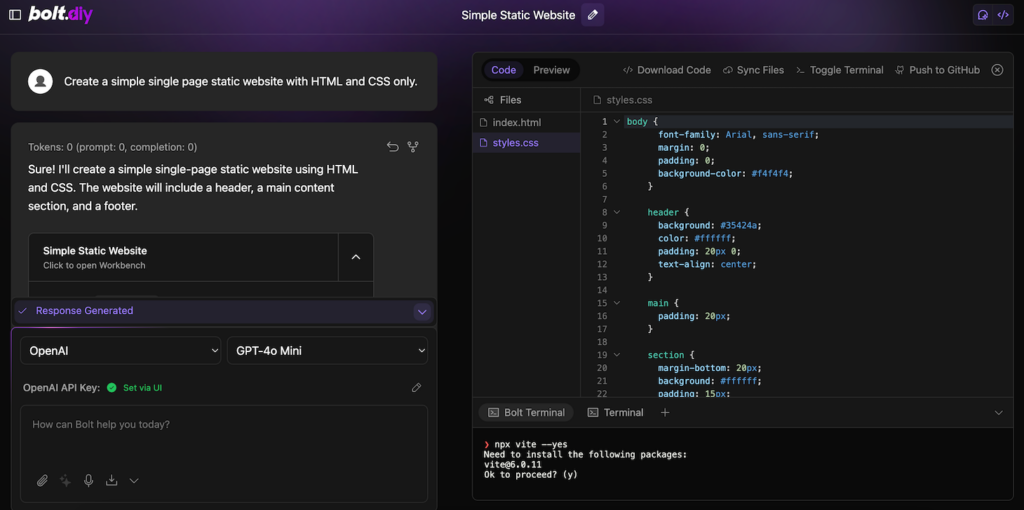 bolt.diy
Simple Static Website
Create a simple single page static website with HTML and CSS only.
Tokens: 0 (prompt: 0, completion: 0)
Sure! I'll create a simple single-page static website using HTML
and CSS. The website will include a header, a main content
section, and a footer.
Simple Static Website
Click to open Workbench
Response Generated
OpenAI
GPT-4o Mini
OpenAI API Key: Set via UI
How can Bolt help you today?
Code Preview
Download Code Sync Files Toggle Terminal Push to GitHub
Files
index.html
styles.css
styles.css
1 body {
2 font-family: Arial, sans-serif;
3 margin: 0;
4 padding: 0;
5 background-color: #f4f4f4;
6 }
7
8 header {
9 background: #35424a;
10 color: #ffffff;
11 padding: 20px 0;
12 text-align: center;
13 }
14
15 main {
16 padding: 20px;
17 }
18
19 section {
20 margin-bottom: 20px;
21 background: #ffffff;
22 padding: 15px;
Bolt Terminal Terminal
❯ npx vite --yes
Need to install the following packages:
vite@6.0.11
Ok to proceed? (y)